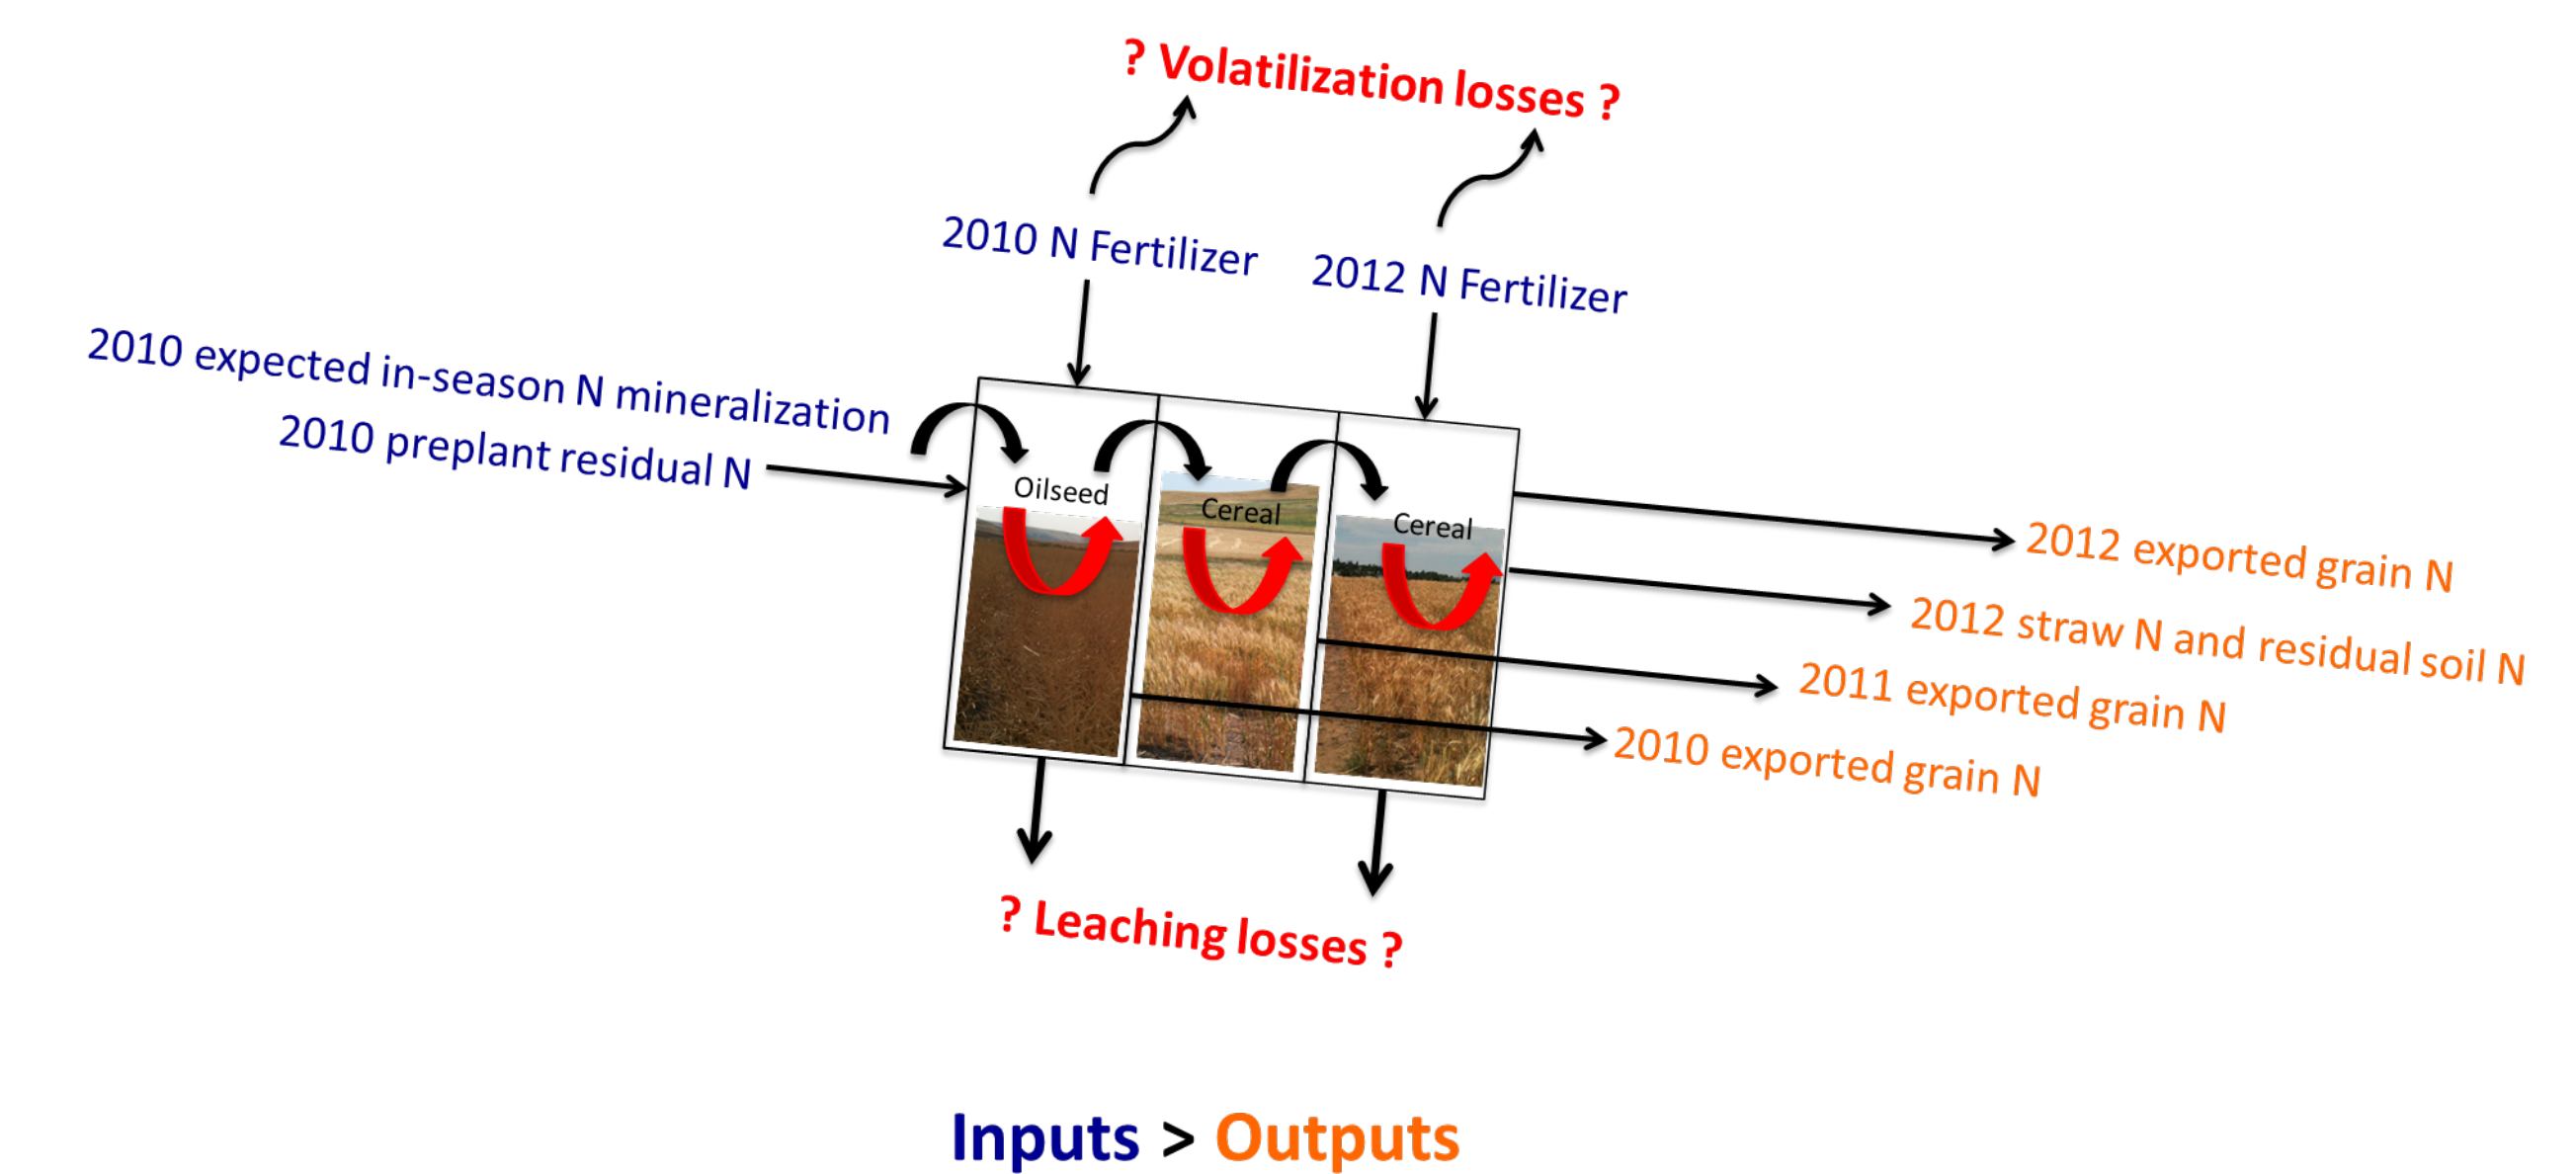 ? Volatilization losses ?
2010 N Fertilizer
2012 N Fertilizer
2010 expected in-season N mineralization
2010 preplant residual N
Oilseed
Cereal
Cereal
2012 exported grain N
2012 straw N and residual soil N
2011 exported grain N
2010 exported grain N
? Leaching losses ?
Inputs > Outputs